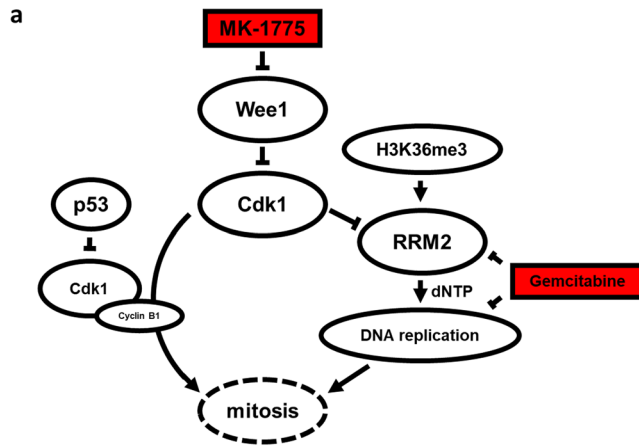 a
MK-1775
Wee1
H3K36me3
p53
Cdk1
RRM2
Cdk1
Cyclin B1
dNTP
Gemcitabine
DNA replication
mitosis